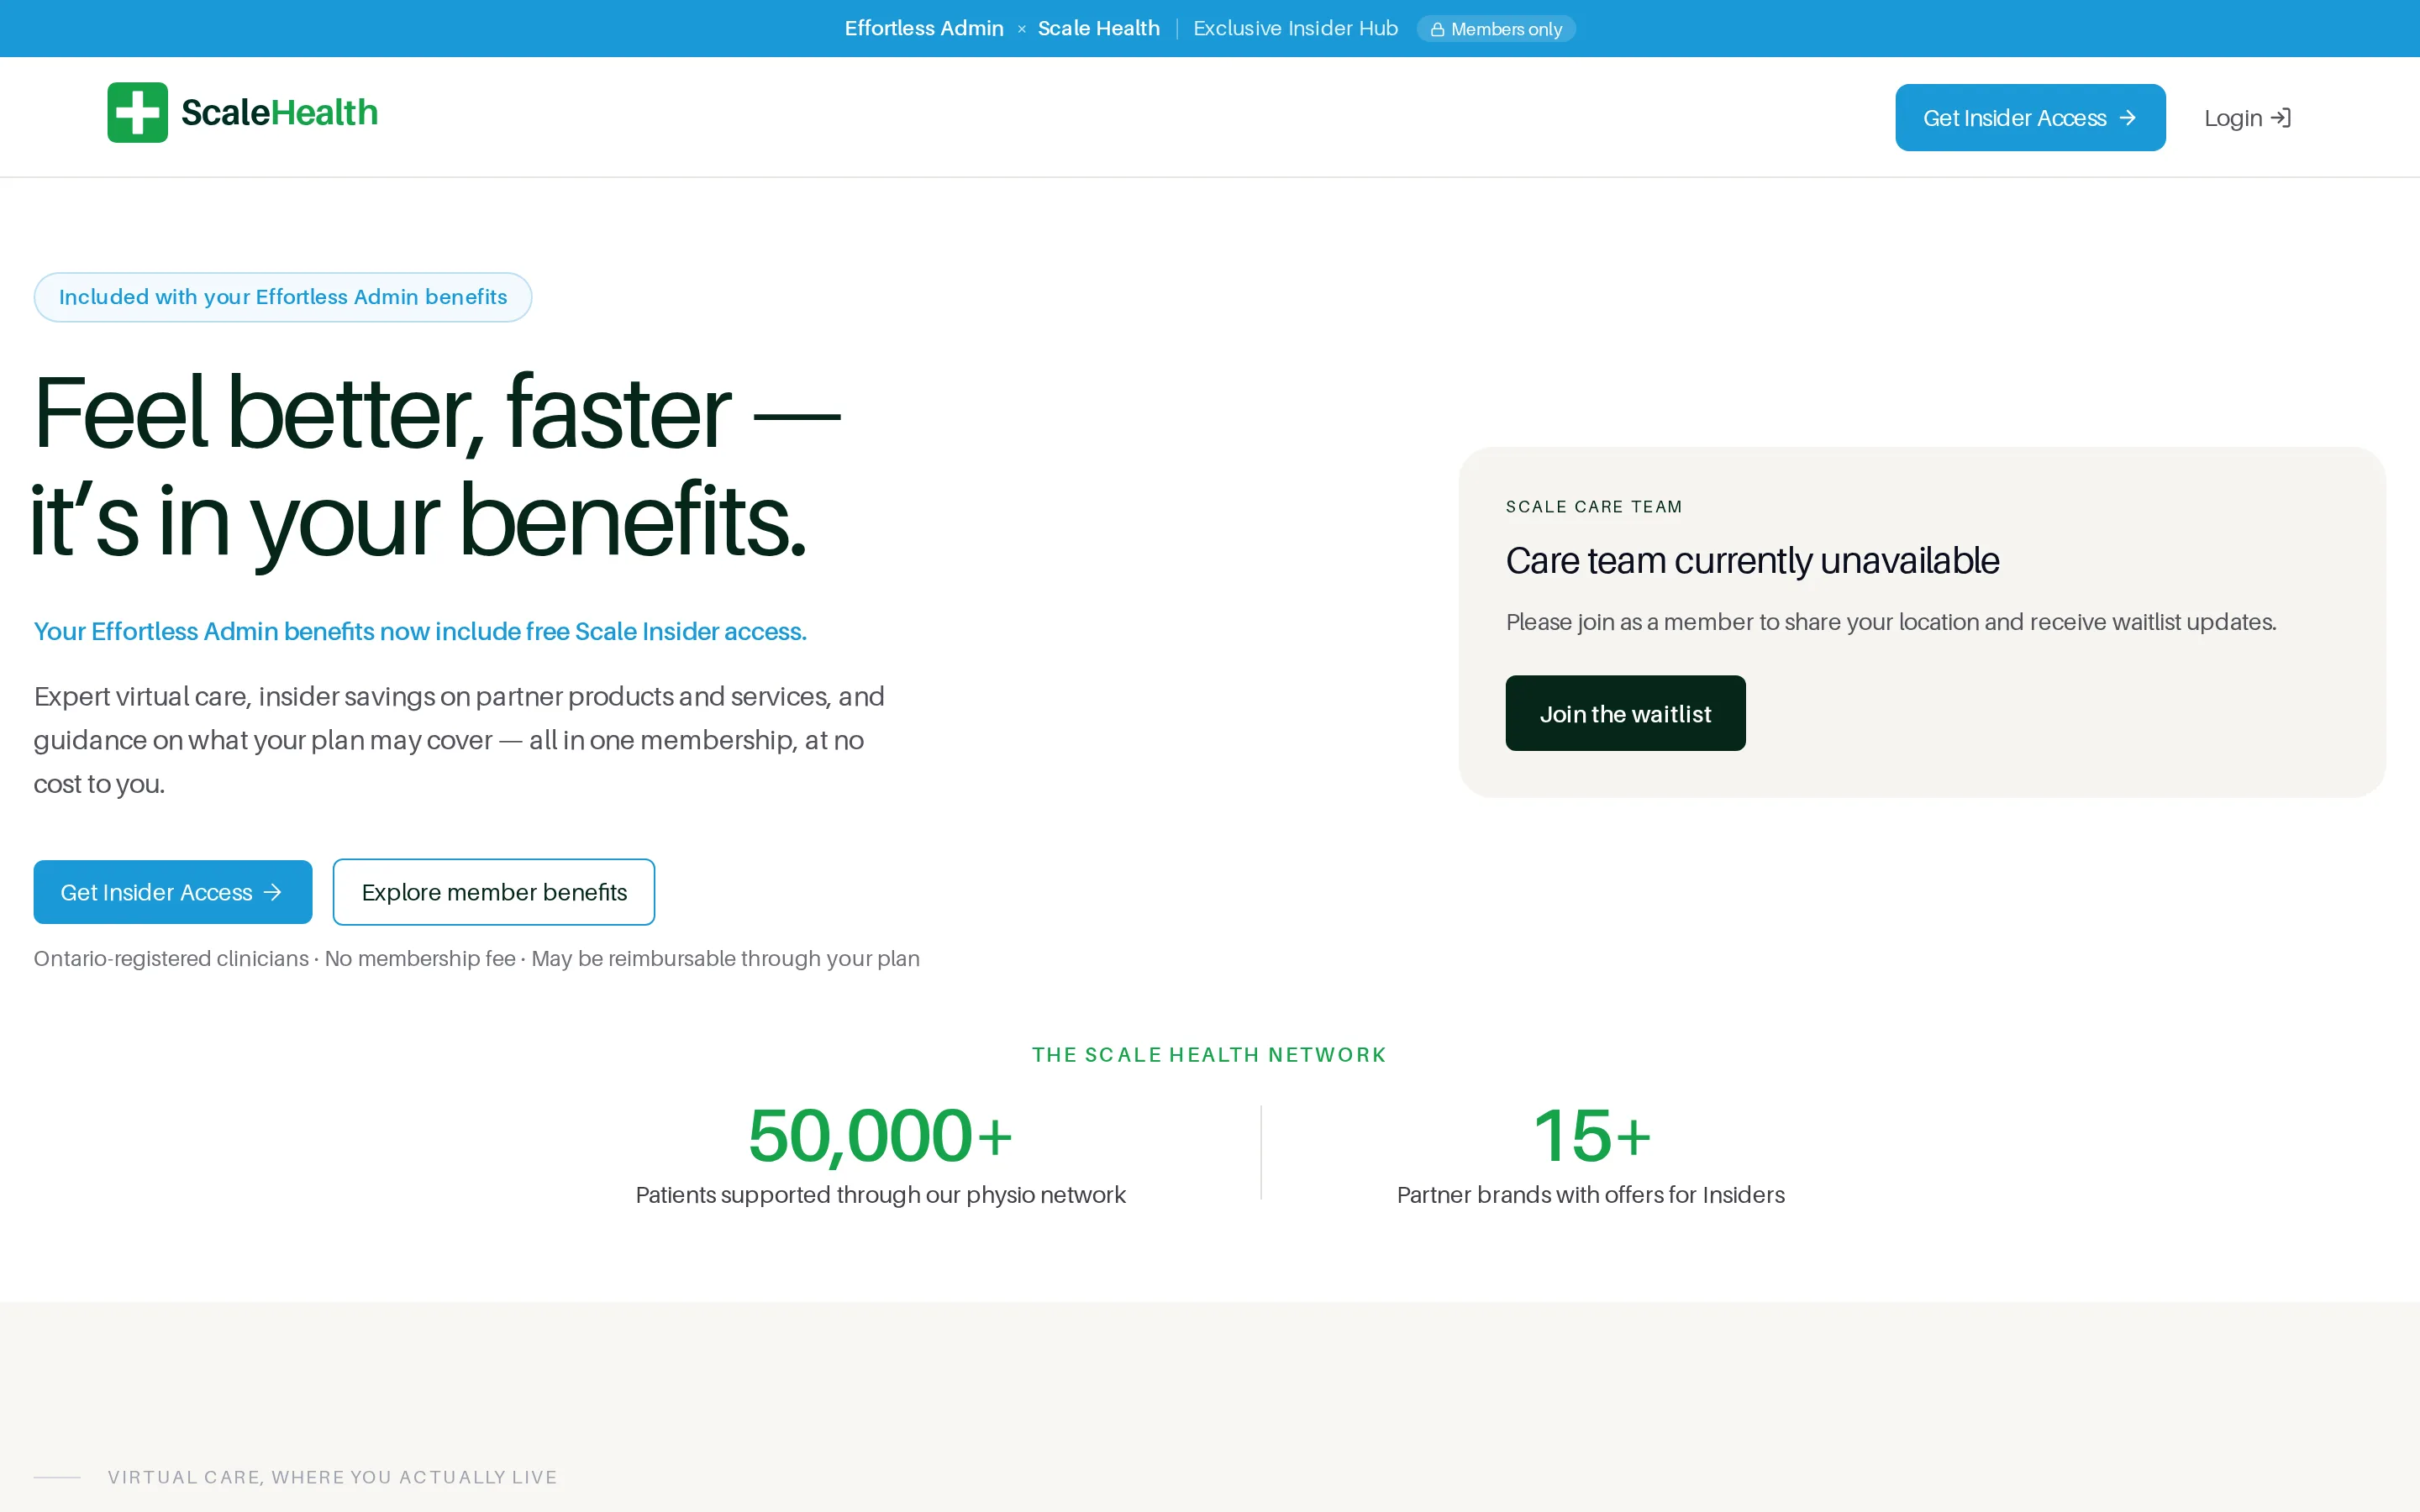 Effortless Admin × Scale Health | Exclusive Insider Hub Members only
ScaleHealth
Get Insider Access →
Login
Included with your Effortless Admin benefits
Feel better, faster —
it’s in your benefits.
Your Effortless Admin benefits now include free Scale Insider access.
Expert virtual care, insider savings on partner products and services, and
guidance on what your plan may cover — all in one membership, at no
cost to you.
Get Insider Access →
Explore member benefits
Ontario-registered clinicians · No membership fee · May be reimbursable through your plan
SCALE CARE TEAM
Care team currently unavailable
Please join as a member to share your location and receive waitlist updates.
Join the waitlist
THE SCALE HEALTH NETWORK
50,000+
Patients supported through our physio network
15+
Partner brands with offers for Insiders
VIRTUAL CARE, WHERE YOU ACTUALLY LIVE